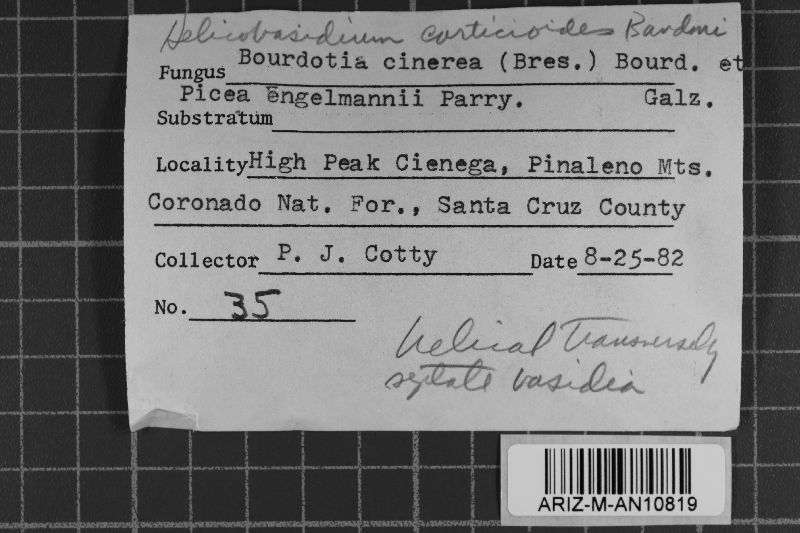 Helicobasidium corticioides Bandoni
Fungus Bourdotia cinerea (Bres.) Bourd. et
Picea engelmannii Parry. Galz.
Substratum
Locality High Peak Cienega, Pinaleno Mts.
Coronado Nat. For., Santa Cruz County
Collector P. J. Cotty Date 8-25-82
No. 35
helical transversely
septate basidia
ARIZ-M-AN10819